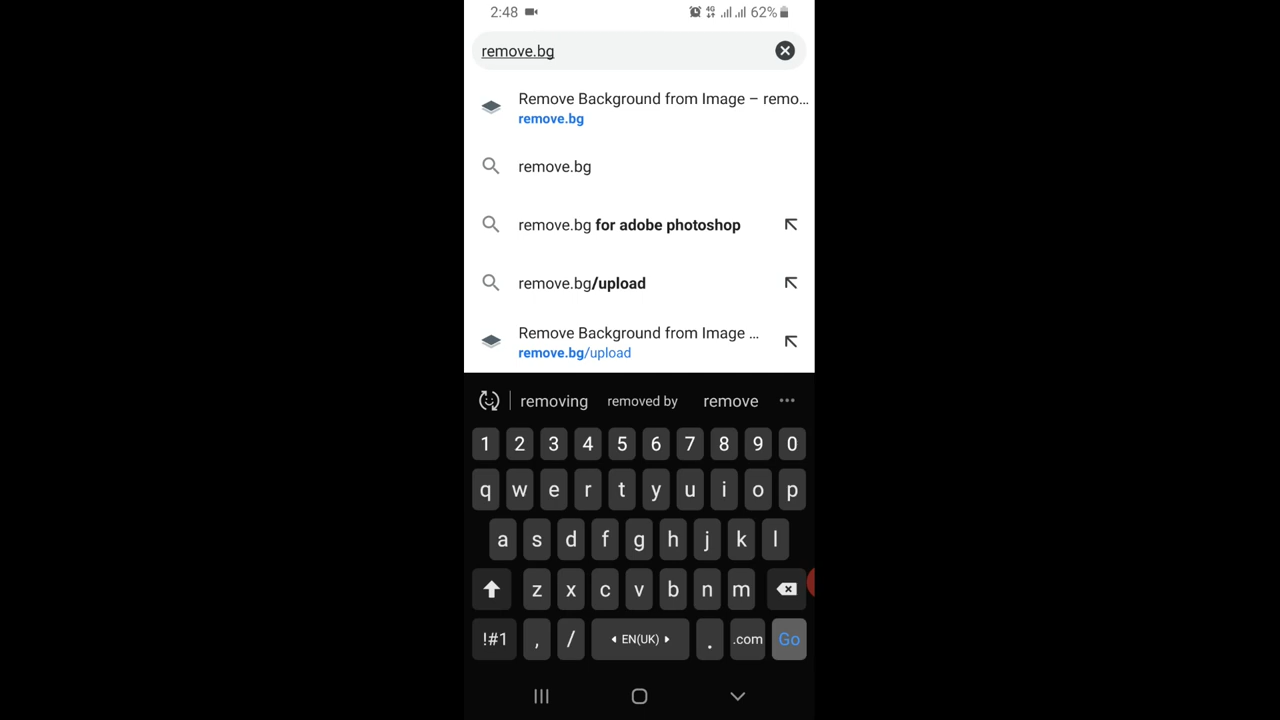 2:48 4G 62%
remove.bg
Remove Background from Image – remo...
remove.bg
remove.bg
remove.bg for adobe photoshop
remove.bg/upload
Remove Background from Image ...
remove.bg/upload
removing removed by remove
1 2 3 4 5 6 7 8 9 0
q w e r t y u i o p
a s d f g h j k l
z x c v b n m
!#1 , / EN(UK) . .com Go